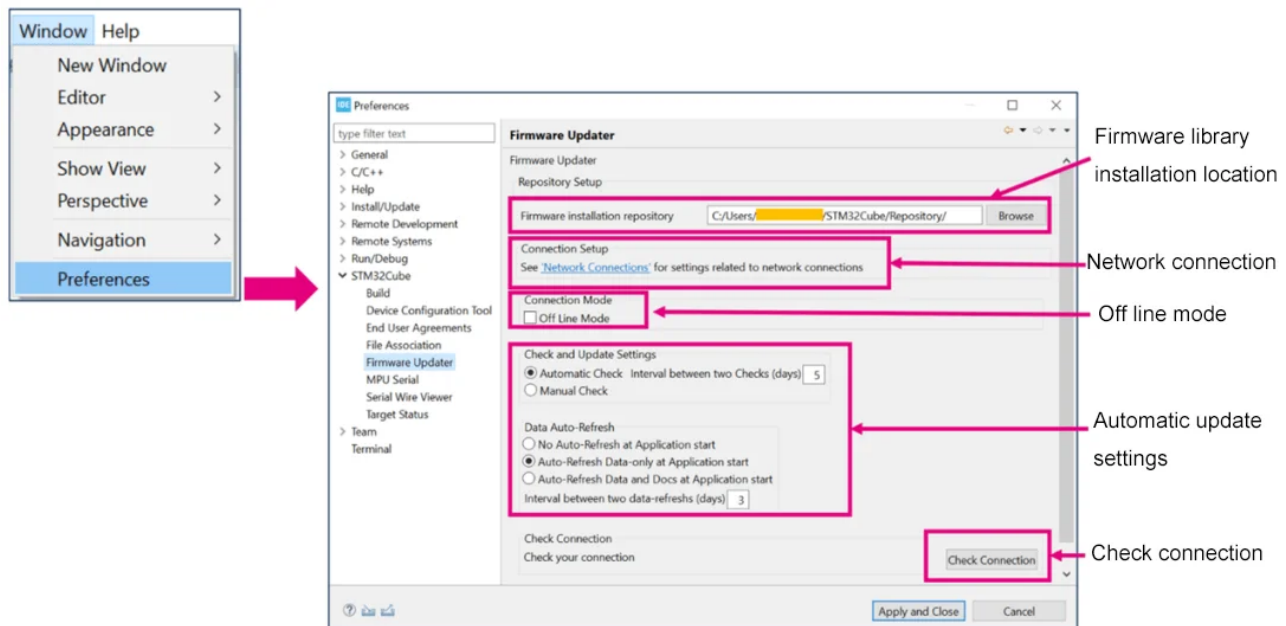 Window Help
New Window
Editor
Appearance
Show View
Perspective
Navigation
Preferences
IDE Preferences
type filter text
General
C/C++
Help
Install/Update
Remote Development
Remote Systems
Run/Debug
STM32Cube
Build
Device Configuration Tool
End User Agreements
File Association
Firmware Updater
MPU Serial
Serial Wire Viewer
Target Status
Team
Terminal
Firmware Updater
Firmware Updater
Repository Setup
Firmware installation repository C:/Users/ /STM32Cube/Repository/ Browse
Connection Setup
See 'Network Connections' for settings related to network connections
Connection Mode
Off Line Mode
Check and Update Settings
Automatic Check Interval between two Checks (days) 5
Manual Check
Data Auto-Refresh
No Auto-Refresh at Application start
Auto-Refresh Data-only at Application start
Auto-Refresh Data and Docs at Application start
Interval between two data-refreshs (days) 3
Check Connection
Check your connection
Check Connection
Apply and Close Cancel
Firmware library
installation location
Network connection
Off line mode
Automatic update
settings
Check connection